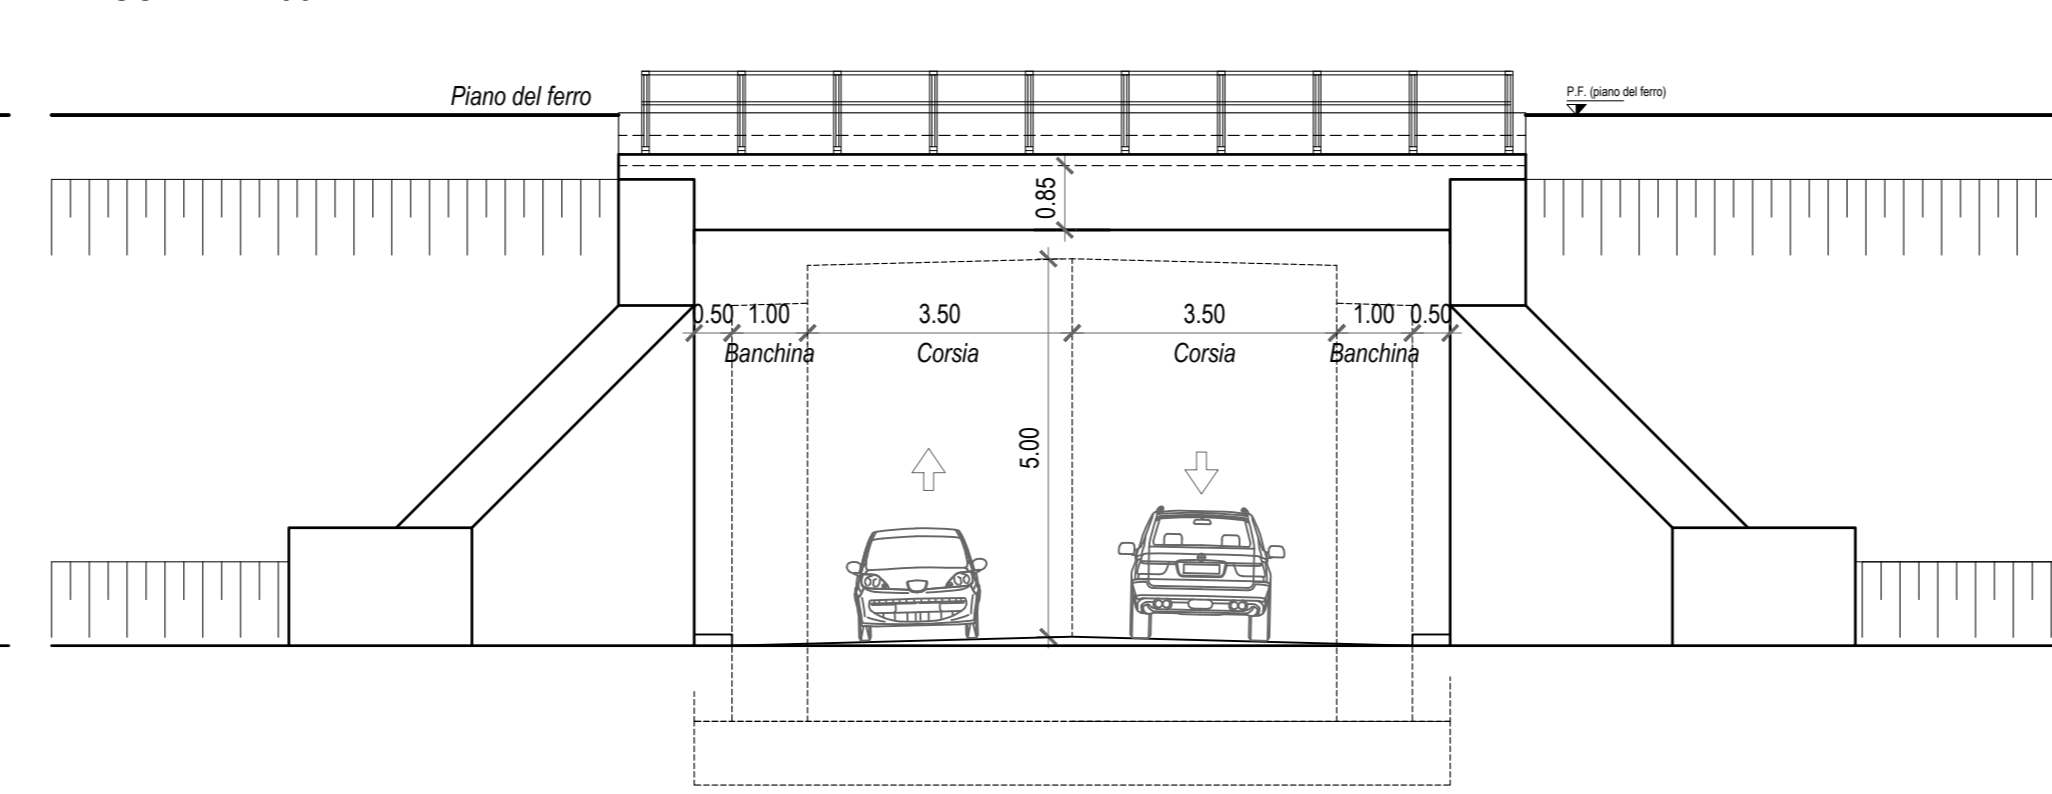 Piano del ferro
P.F. (piano del ferro)
0.85
0.50 1.00 3.50 3.50 1.00 0.50
Banchina Corsia Corsia Banchina
5.00